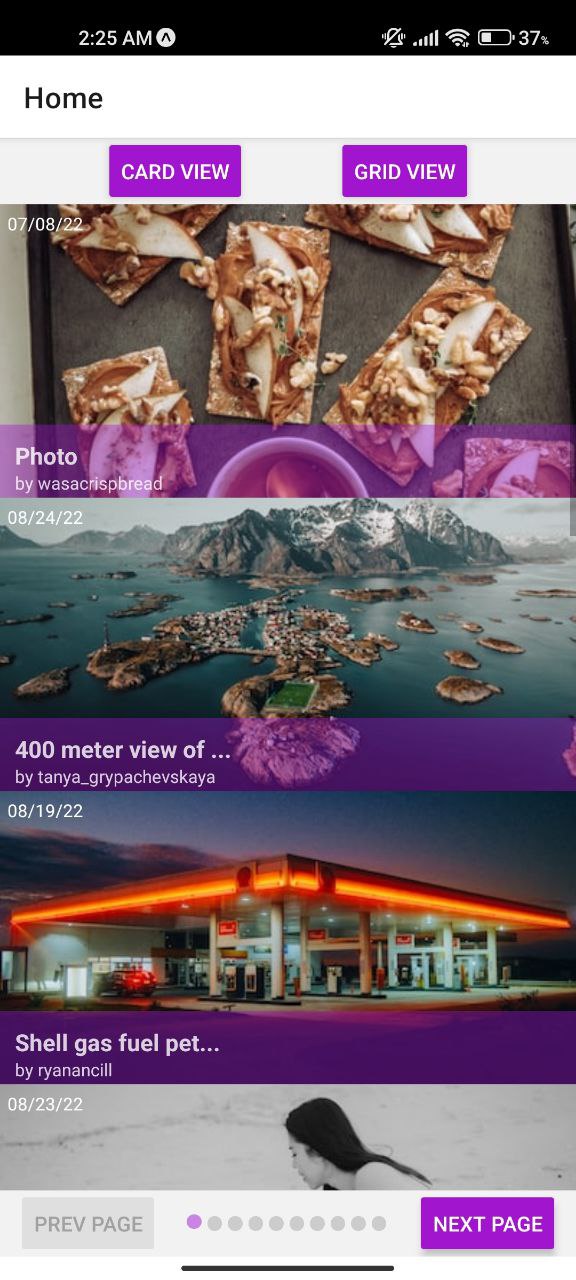 2:25 AM
37%
Home
CARD VIEW
GRID VIEW
07/08/22
Photo
by wasacrispbread
08/24/22
400 meter view of ...
by tanya_grypachevskaya
08/19/22
Shell gas fuel pet...
by ryanancill
08/23/22
PREV PAGE
NEXT PAGE